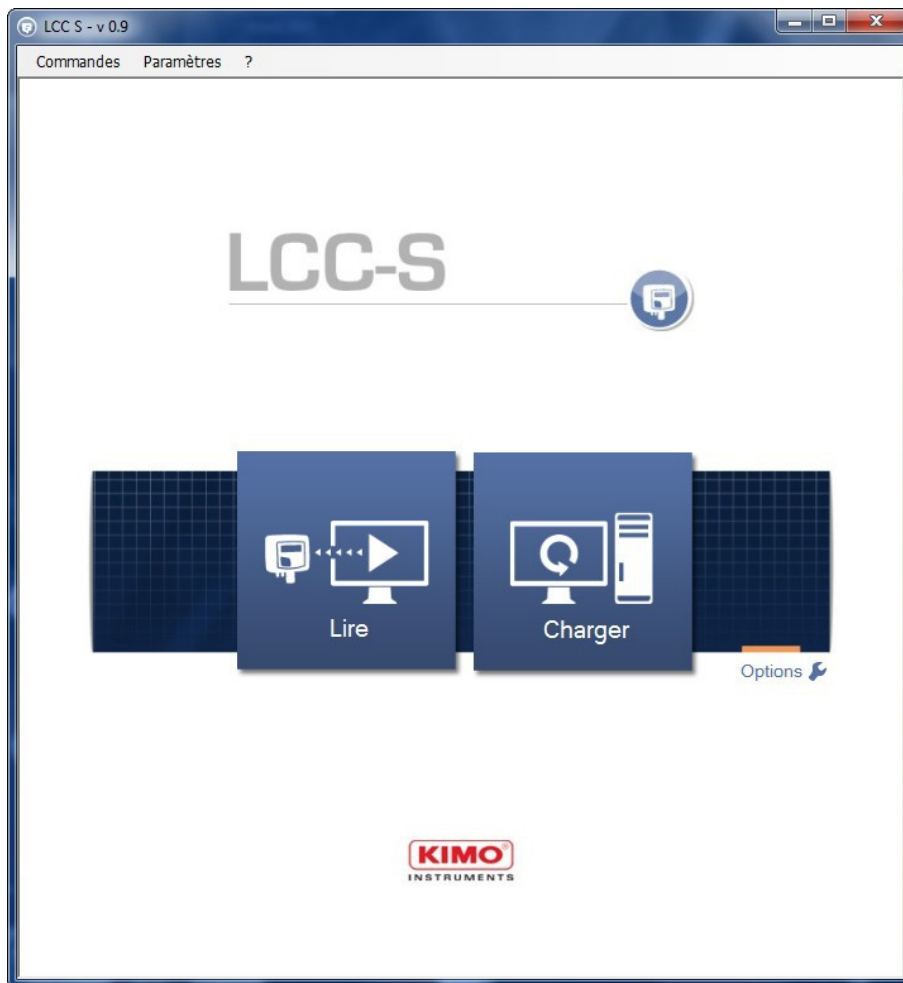 LCC S - v 0.9
Commandes Paramètres ?
LCC-S
Lire
Charger
Options
KIMO®
INSTRUMENTS